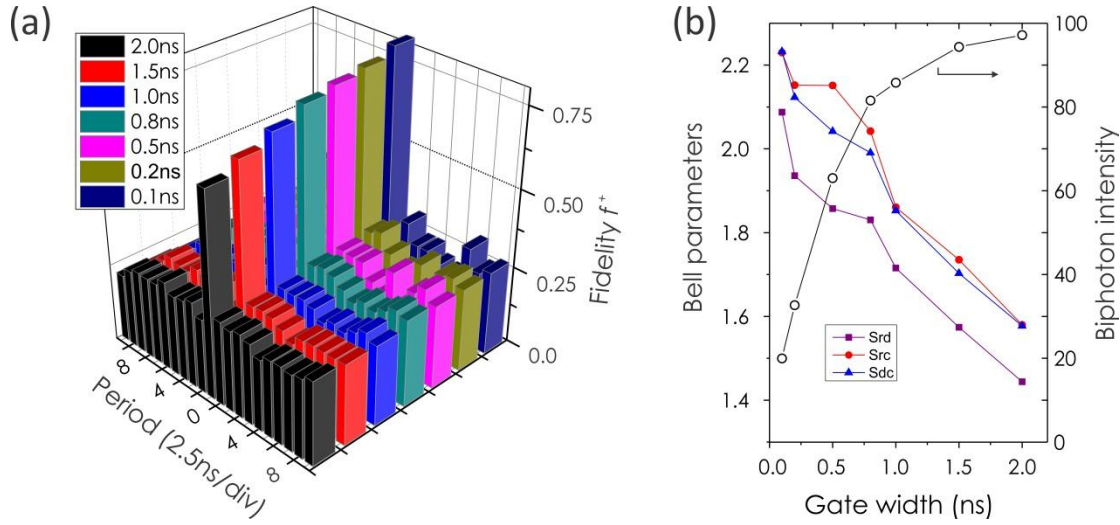 (a)
2.0ns
1.5ns
1.0ns
0.8ns
0.5ns
0.2ns
0.1ns
0.75
0.50
0.25
0.0
Fidelity f⁺
8
4
0
4
8
Period (2.5ns/div)
(b)
2.2
2.0
1.8
1.6
1.4
Bell parameters
100
80
60
40
20
0
Biphoton intensity
Srd
Src
Sdc
0.0 0.5 1.0 1.5 2.0
Gate width (ns)